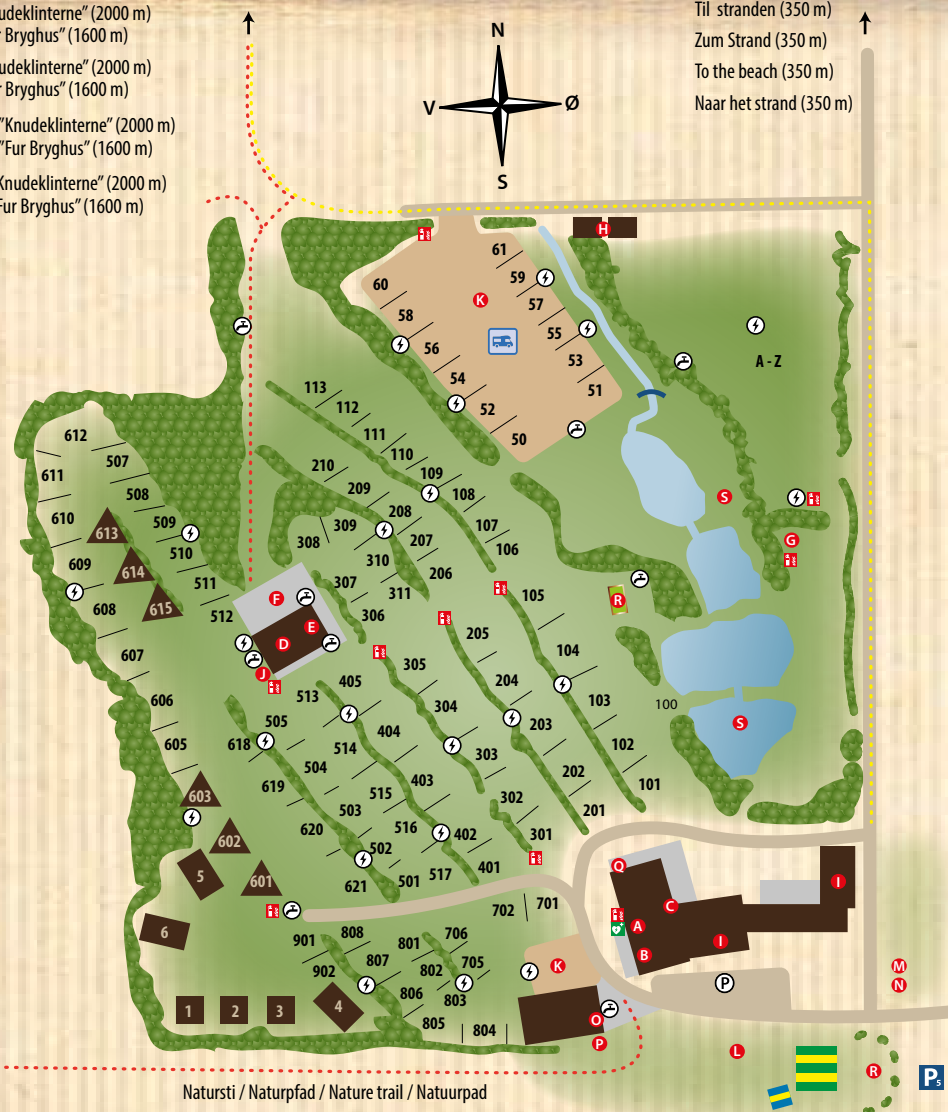 udeklinterne” (2000 m)
r Bryghus” (1600 m)
udeklinterne” (2000 m)
r Bryghus” (1600 m)
”Knudeklinterne” (2000 m)
”Fur Bryghus” (1600 m)
Knudeklinterne” (2000 m)
Fur Bryghus” (1600 m)
Til stranden (350 m)
Zum Strand (350 m)
To the beach (350 m)
Naar het strand (350 m)
N
V
Ø
S
H
61
59
60
K
57
58
55
56
53
A - Z
54
51
52
50
113
112
111
110
109
108
107
106
210
209
208
207
206
309
308
310
311
307
306
612
507
611
508
610
509
613
510
609
614
511
608
615
512
607
606
605
F
E
D
J
S
G
R
105
205
104
305
405
204
103
304
100
S
513
505
203
618
404
514
303
102
504
202
101
619
403
515
302
201
503
603
516
402
301
620
502
602
517
401
5
601
621
501
702
701
Q
I
C
A
B
I
6
901
808
801
706
902
807
802
705
K
P
M
N
1
2
3
4
806
803
805
804
O
P
L
R
P5
Natursti / Naturpfad / Nature trail / Natuurpad